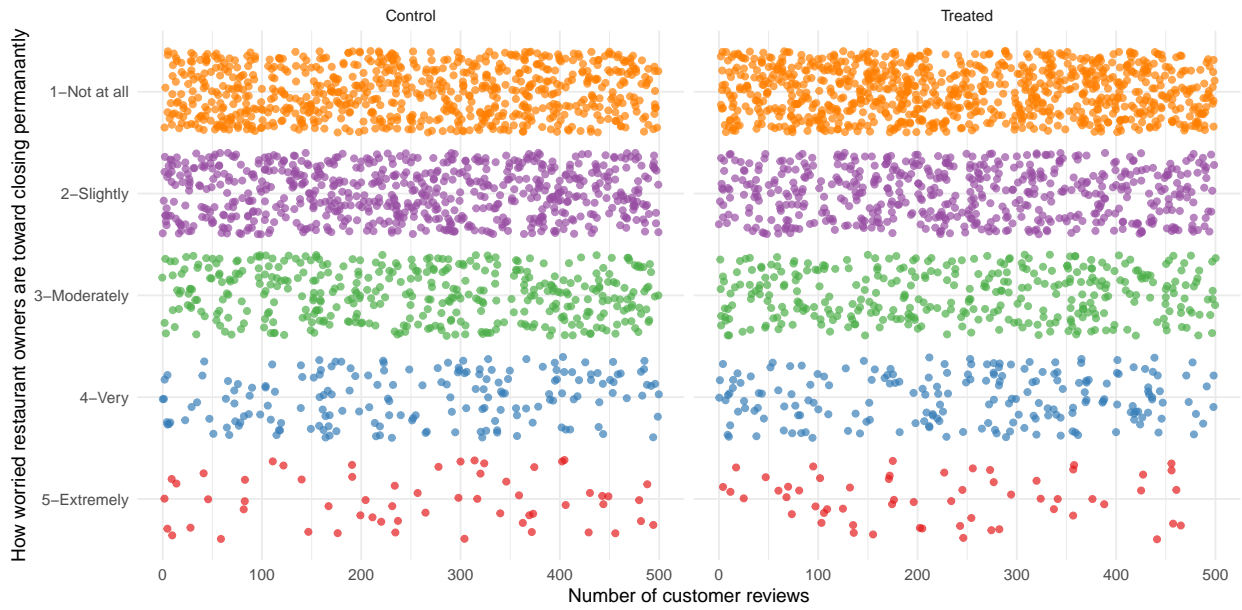 Control
Treated
How worried restaurant owners are toward closing permanantly
1−Not at all
2−Slightly
3−Moderately
4−Very
5−Extremely
0 100 200 300 400 500
0 100 200 300 400 500
Number of customer reviews